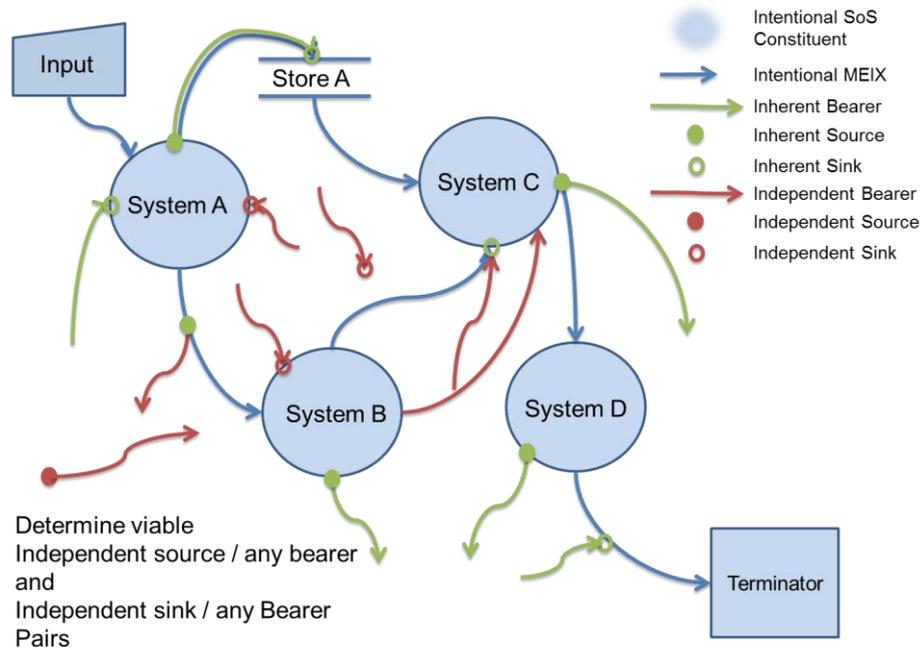 Input
Store A
System A
System C
System B
System D
Terminator
Intentional SoS
Constituent
Intentional MEIX
Inherent Bearer
Inherent Source
Inherent Sink
Independent Bearer
Independent Source
Independent Sink
Determine viable
Independent source / any bearer
and
Independent sink / any Bearer
Pairs